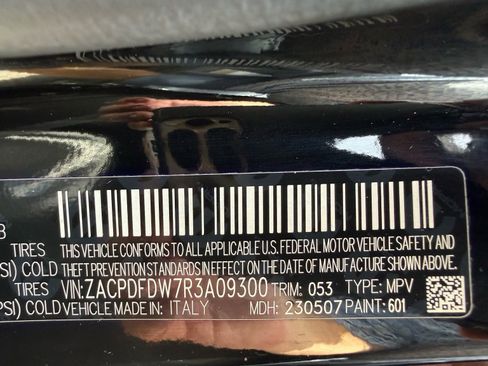 B
TIRES THIS VEHICLE CONFORMS TO ALL APPLICABLE U.S. FEDERAL MOTOR VEHICLE SAFETY,
SI) COLD THEFT PREVENTION STANDARDS IN EFFECT ON THE DATE OF MANUFACTURE SHOWN ABOVE
TIRES VIN: ZACPDFDW7R3A09300 TRIM: 053 TYPE: MPV
PSI) COLD VEHICLE MADE IN: ITALY MDH: 230507 PAINT: 601